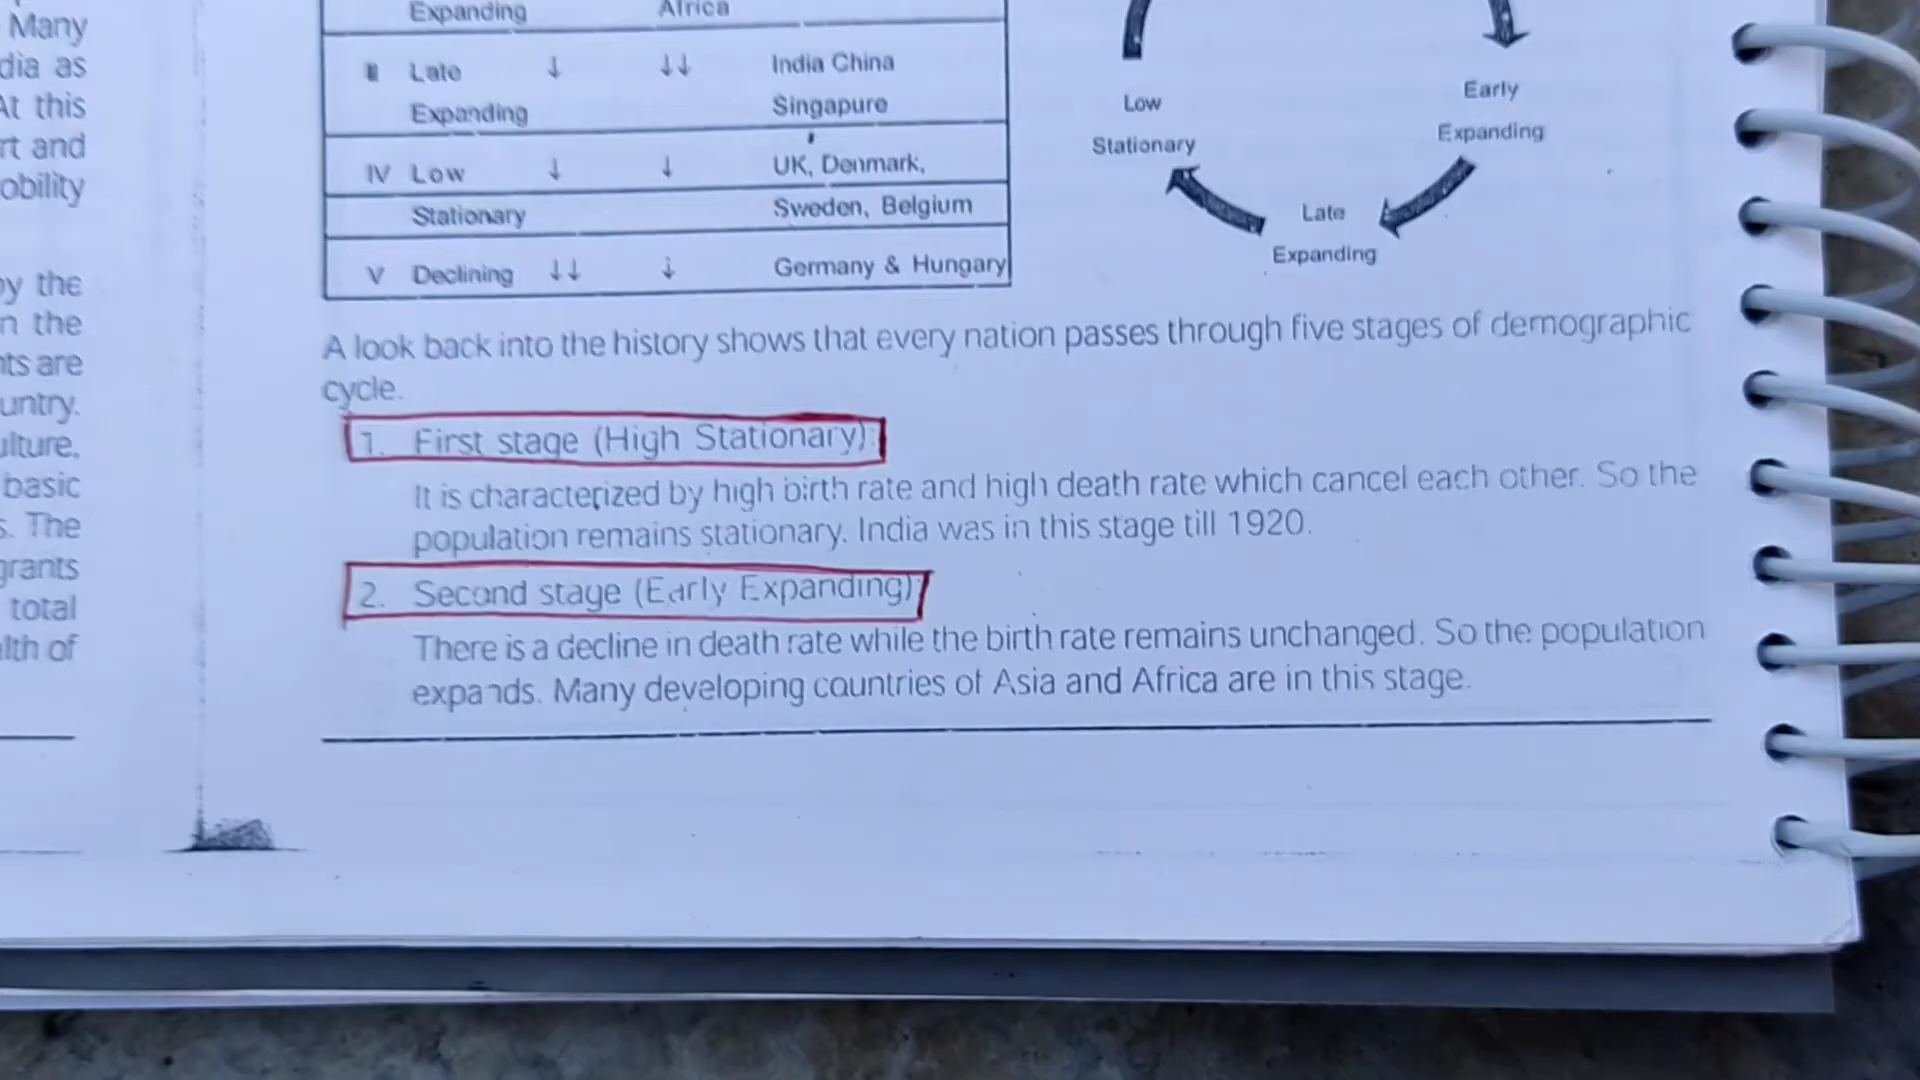 Many
dia as
At this
rt and
obility
by the
n the
nts are
untry.
ulture,
basic
s. The
grants
total
alth of
Expanding Africa
III Late ↓ ↓↓ India China
Expanding Singapure
IV Low ↓ ↓ UK, Denmark,
Stationary Sweden, Belgium
V Declining ↓↓ ↓ Germany & Hungary
Early
Expanding
Low
Stationary
Late
Expanding
A look back into the history shows that every nation passes through five stages of demographic
cycle.
1. First stage (High Stationary):
It is characterized by high birth rate and high death rate which cancel each other. So the
population remains stationary. India was in this stage till 1920.
2. Second stage (Early Expanding):
There is a decline in death rate while the birth rate remains unchanged. So the population
expands. Many developing countries of Asia and Africa are in this stage.